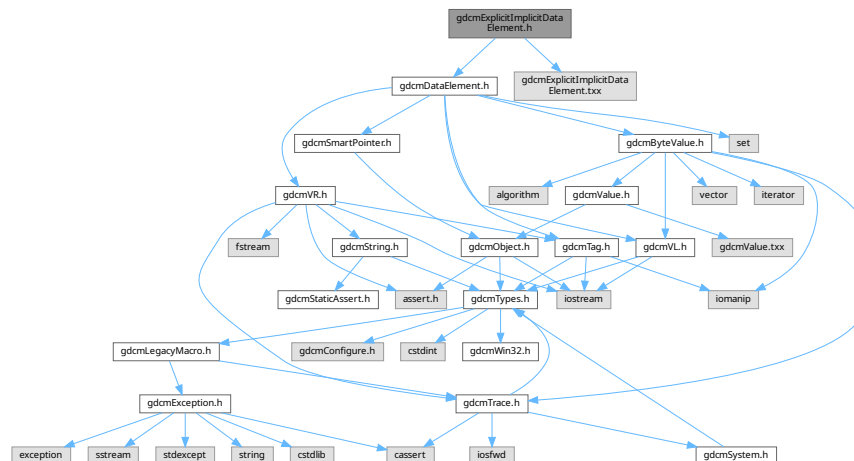 gdcmExplicitImplicitData
Element.h
gdcmDataElement.h
gdcmExplicitImplicitData
Element.txx
gdcmSmartPointer.h
gdcmByteValue.h
set
gdcmVR.h
algorithm
gdcmValue.h
vector
iterator
fstream
gdcmString.h
gdcmObject.h
gdcmTag.h
gdcmVL.h
gdcmValue.txx
gdcmStaticAssert.h
assert.h
gdcmTypes.h
iostream
iomanip
gdcmLegacyMacro.h
gdcmConfigure.h
cstdint
gdcmWin32.h
gdcmException.h
gdcmTrace.h
exception
sstream
stdexcept
string
cstdlib
cassert
iosfwd
gdcmSystem.h